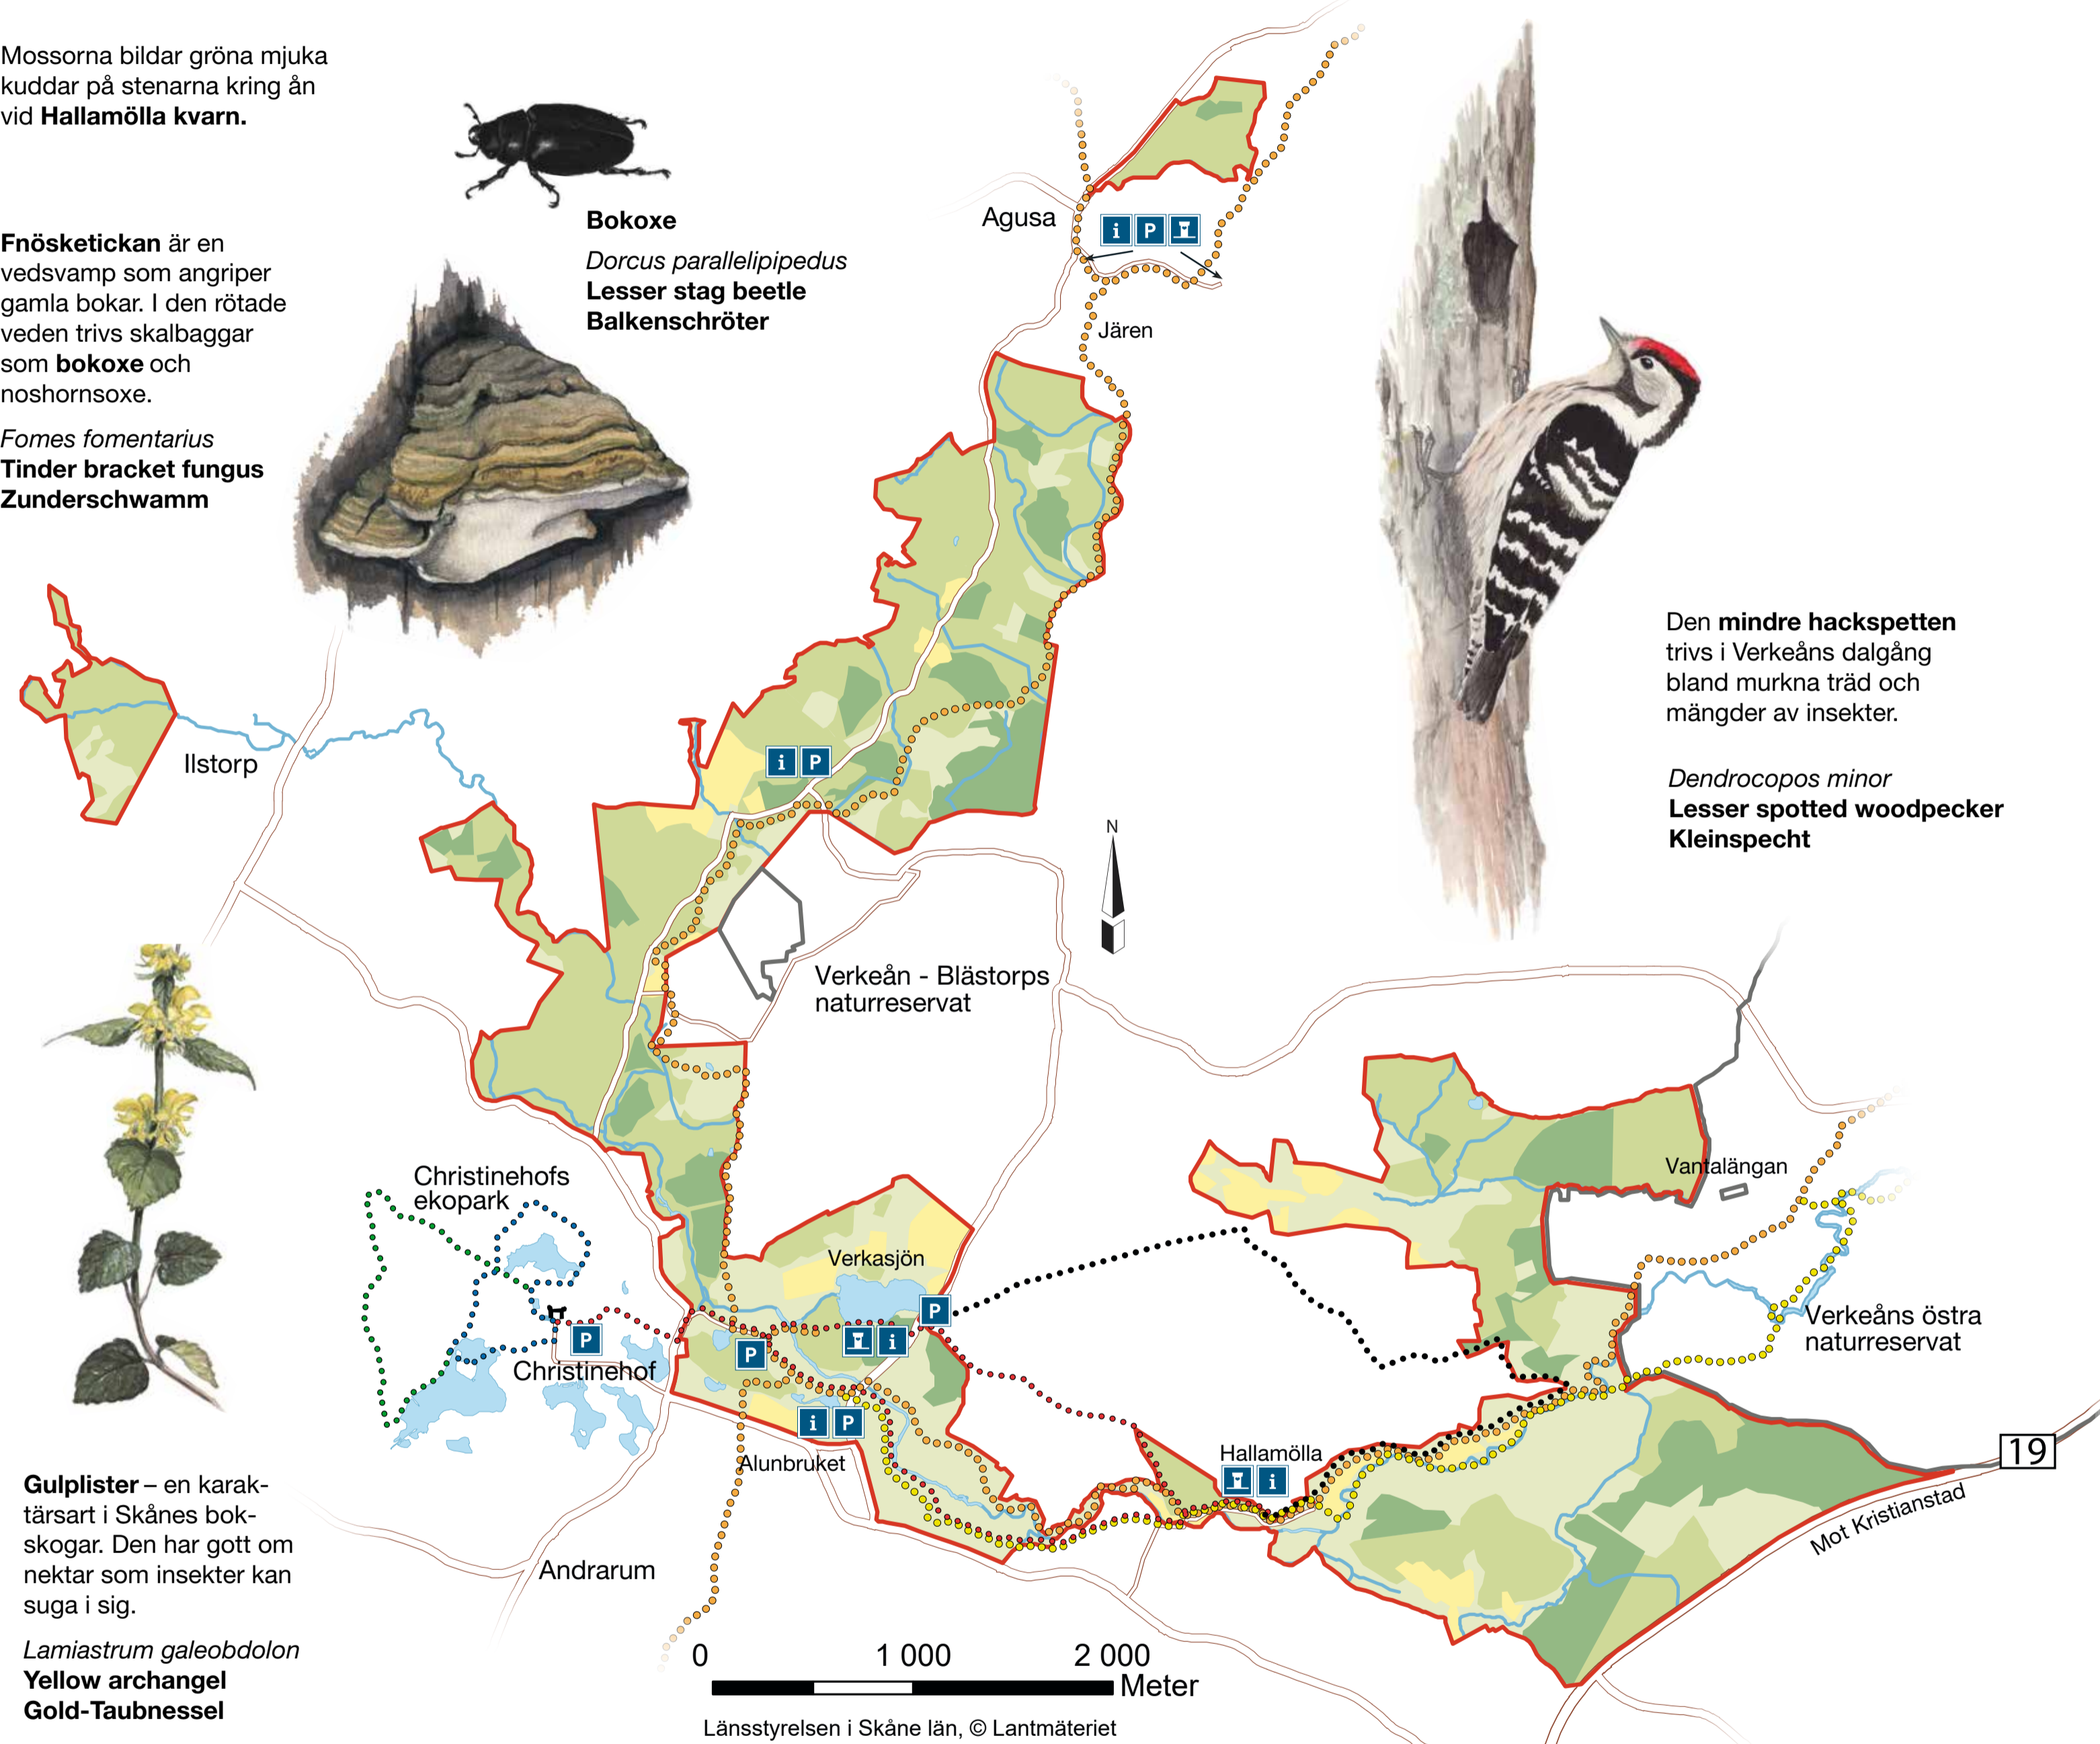 Mossorna bildar gröna mjuka
kuddar på stenarna kring ån
vid Hallamölla kvarn.
Fnösketickan är en
vedsvamp som angriper
gamla bokar. I den rötade
veden trivs skalbaggar
som bokoxe och
noshornsoxe.
Fomes fomentarius
Tinder bracket fungus
Zunderschwamm
Bokoxe
Dorcus parallelipipedus
Lesser stag beetle
Balkenschröter
Agusa
i P
Jären
Den mindre hackspetten
trivs i Verkeåns dalgång
bland murkna träd och
mängder av insekter.
Dendrocopos minor
Lesser spotted woodpecker
Kleinspecht
Ilstorp
i P
N
Verkeån - Blästorps
naturreservat
Christinehofs
ekopark
Vantalängan
Verkasjön
P
P
P
i
Christinehof
Verkeåns östra
naturreservat
i P
Alunbruket
Hallamölla
i
19
Mot Kristianstad
Gulplister – en karak-
tärsart i Skånes bok-
skogar. Den har gott om
nektar som insekter kan
suga i sig.
Lamiastrum galeobdolon
Yellow archangel
Gold-Taubnessel
Andrarum
0 1 000 2 000
Meter
Länsstyrelsen i Skåne län, © Lantmäteriet